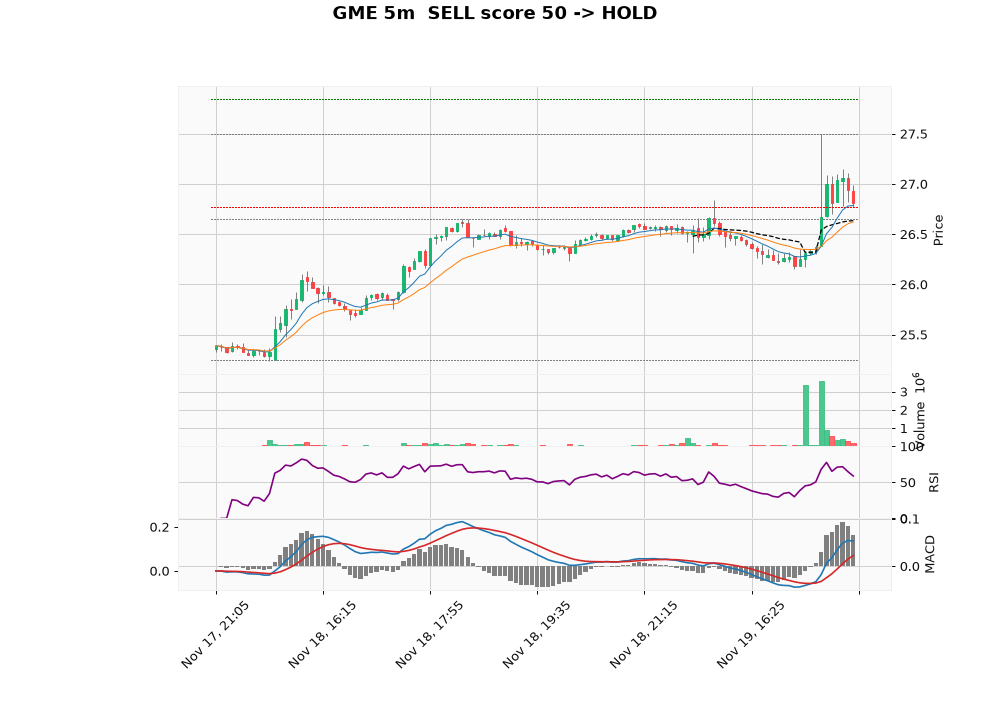 GME 5m  SELL score 50 -> HOLD
27.5
27.0
26.5
26.0
25.5
Price
3
2
1
Volume 10^6
100
50
0
RSI
0.2
0.0
0.1
0.0
MACD
Nov 17, 21:05
Nov 18, 16:15
Nov 18, 17:55
Nov 18, 19:35
Nov 18, 21:15
Nov 19, 16:25